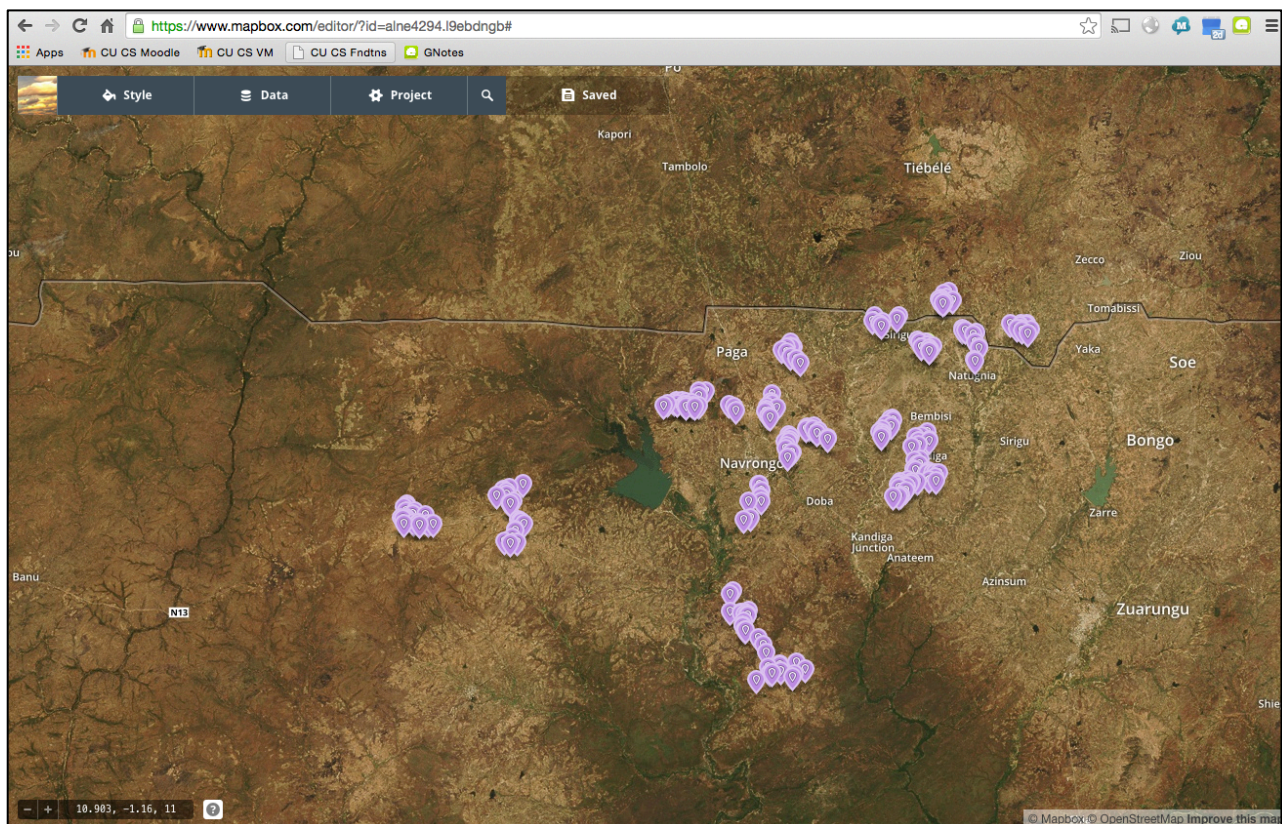 https://www.mapbox.com/editor/?id=alne4294.l9ebdngb#
Apps CU CS Moodle CU CS VM CU CS Fndtns GNotes
Style Data Project Saved
Po
Kapori
Tambolo
Tiébélé
ou
Zecco
Ziou
Tomabissi
Sirigu
Paga
Yaka
Soe
Natugnia
Bembisi
Sirigu
Bongo
Navrongo
iga
Doba
Zarre
Kandiga
Junction
Anateem
Banu
Azinsum
N13
Zuarungu
Shie
− + 10.903, -1.16, 11 ?
© Mapbox © OpenStreetMap Improve this map